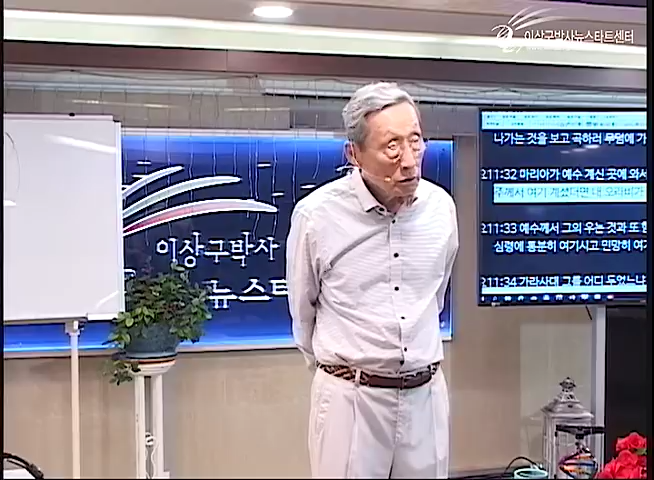 이상구박사뉴스타트센터
이상구박사
뉴스타트
나가는 것을 보고 곡하러 무덤에 가
11:32 마리아가 예수 계신 곳에 와서
주께서 여기 계셨더면 내 오라비가
11:33 예수께서 그의 우는 것과 또 함
심령에 통분히 여기시고 민망히 여기
11:34 가라사대 그를 어디 두었느냐